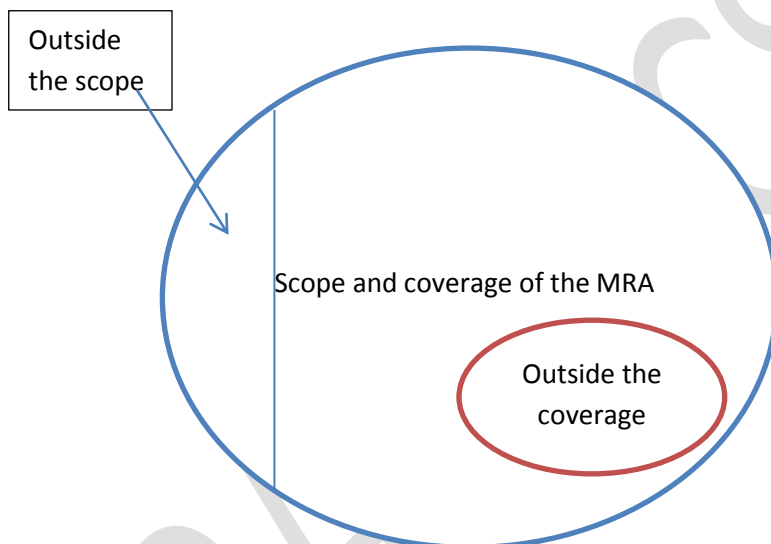 Outside
the scope
Scope and coverage of the MRA
Outside the
coverage